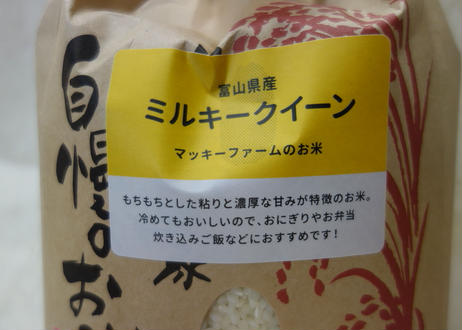 富山県産
ミルキークイーン
マッキーファームのお米
もちもちとした粘りと濃厚な甘みが特徴のお米。
冷めてもおいしいので、おにぎりやお弁当
炊き込みご飯などにおすすめです!
自慢のお